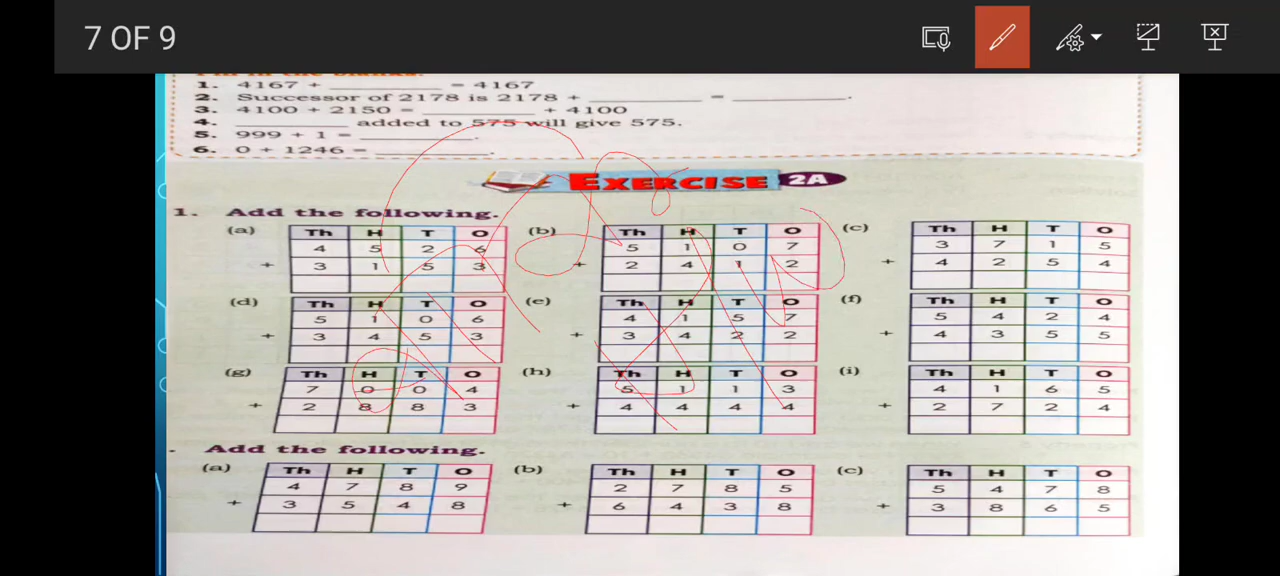 7 OF 9
Fill in the blanks.
1. 4167 + __________ = 4167
2. Successor of 2178 is 2178 + __________ = __________.
3. 4100 + 2150 = __________ + 4100
4. __________ added to 575 will give 575.
5. 999 + 1 = __________.
6. 0 + 1246 = __________.
EXERCISE 2A
1. Add the following.
(a) Th H T O
4 5 2 6
+ 3 1 5 3
(b) Th H T O
5 1 0 7
+ 2 4 1 2
(c) Th H T O
3 7 1 5
+ 4 2 5 4
(d) Th H T O
5 1 0 6
+ 3 4 5 3
(e) Th H T O
4 1 5 7
+ 3 4 2 2
(f) Th H T O
5 4 2 4
+ 4 3 5 5
(g) Th H T O
7 0 0 4
+ 2 8 8 3
(h) Th H T O
5 1 1 3
+ 4 4 4 4
(i) Th H T O
4 1 6 5
+ 2 7 2 4
. Add the following.
(a) Th H T O
4 7 8 9
+ 3 5 4 8
(b) Th H T O
2 7 8 5
+ 6 4 3 8
(c) Th H T O
5 4 7 8
+ 3 8 6 5